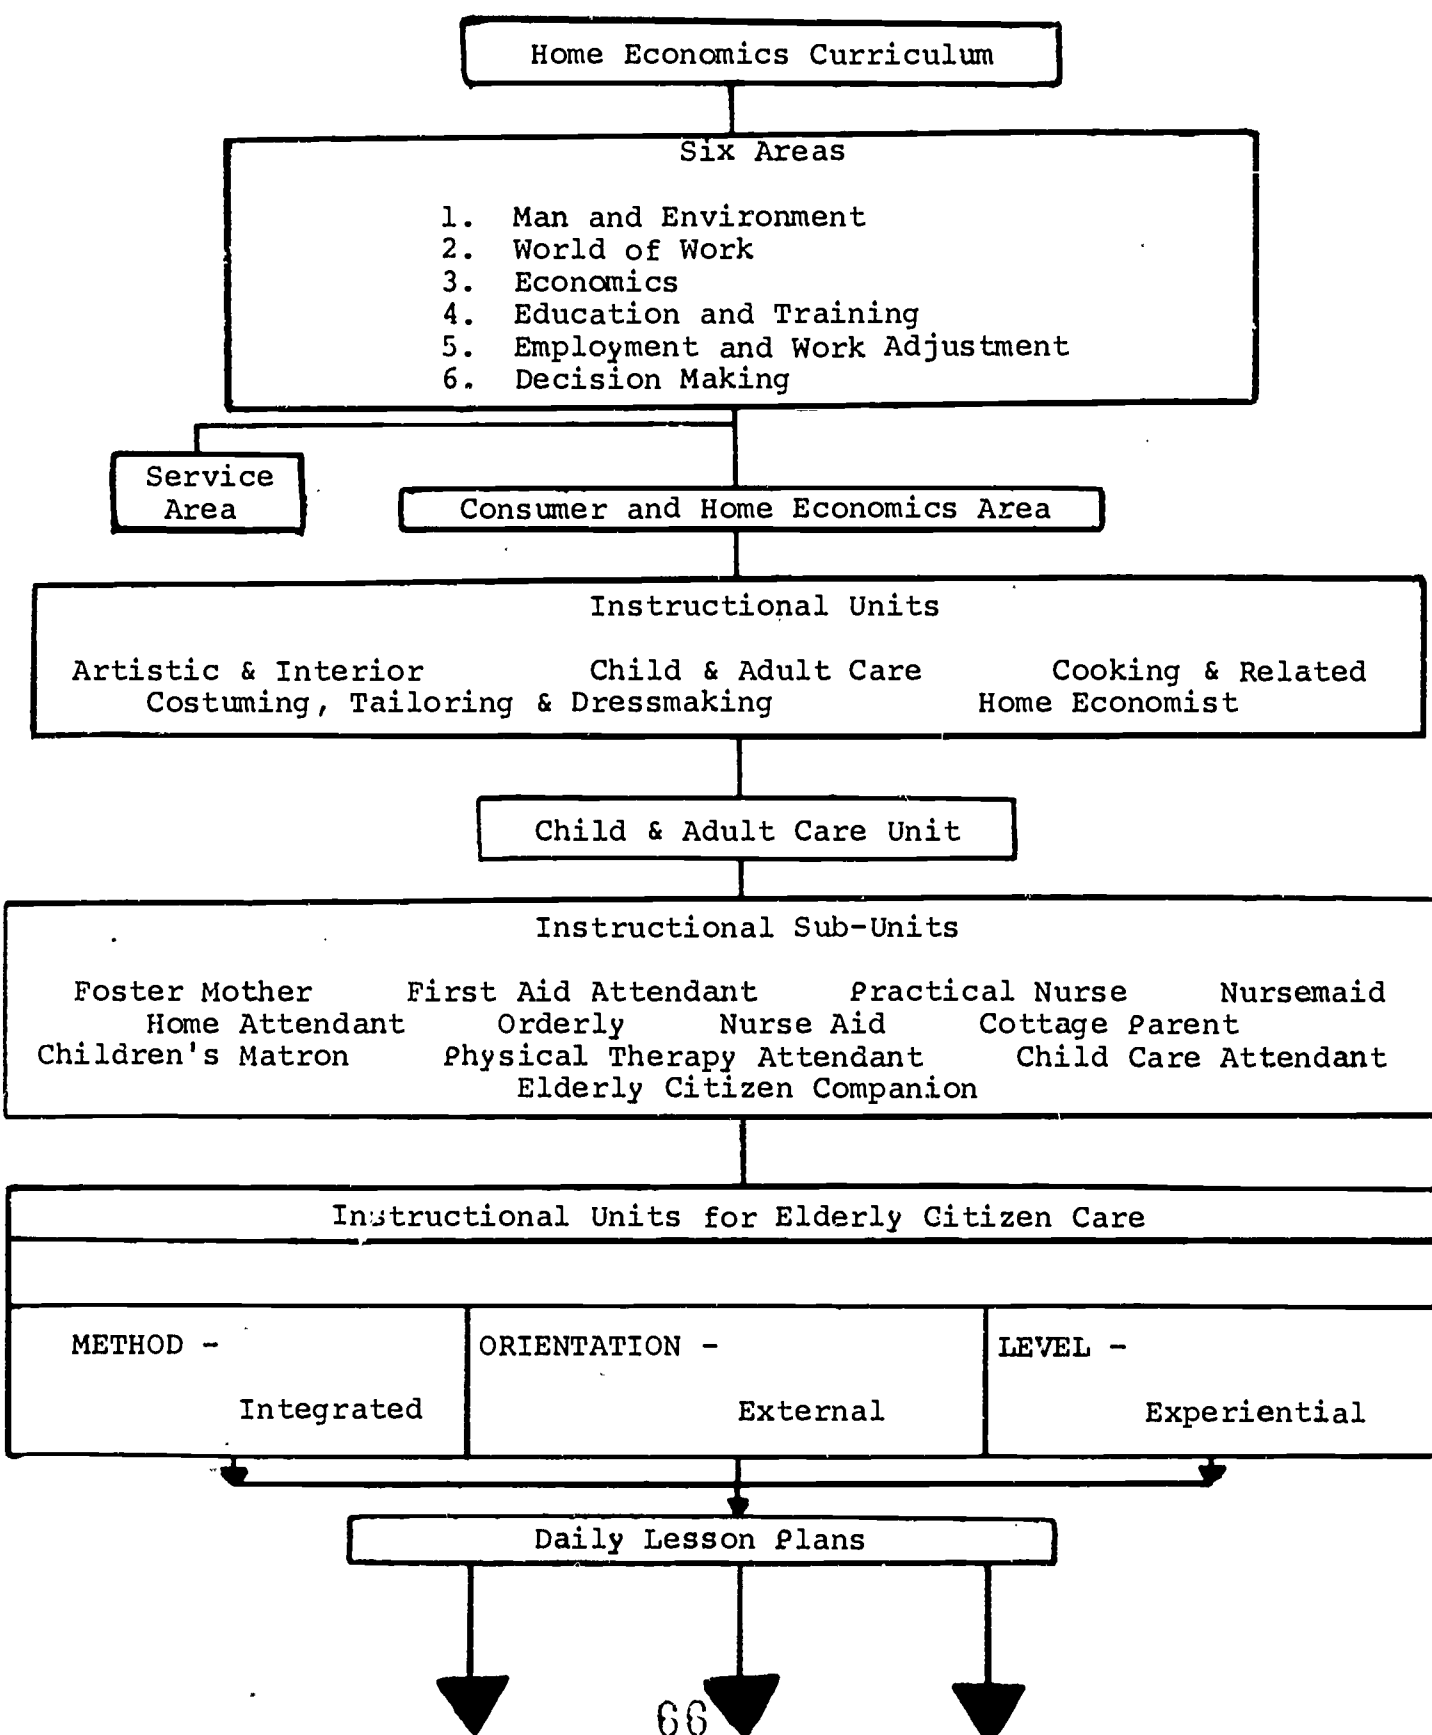 Home Economics Curriculum
Six Areas
1. Man and Environment
2. World of Work
3. Economics
4. Education and Training
5. Employment and Work Adjustment
6. Decision Making
Service
Area
Consumer and Home Economics Area
Instructional Units
Artistic & Interior Child & Adult Care Cooking & Related
Costuming, Tailoring & Dressmaking Home Economist
Child & Adult Care Unit
Instructional Sub-Units
Foster Mother First Aid Attendant Practical Nurse Nursemaid
Home Attendant Orderly Nurse Aid Cottage Parent
Children's Matron Physical Therapy Attendant Child Care Attendant
Elderly Citizen Companion
Instructional Units for Elderly Citizen Care
METHOD - ORIENTATION - LEVEL -
Integrated External Experiential
Daily Lesson Plans
66